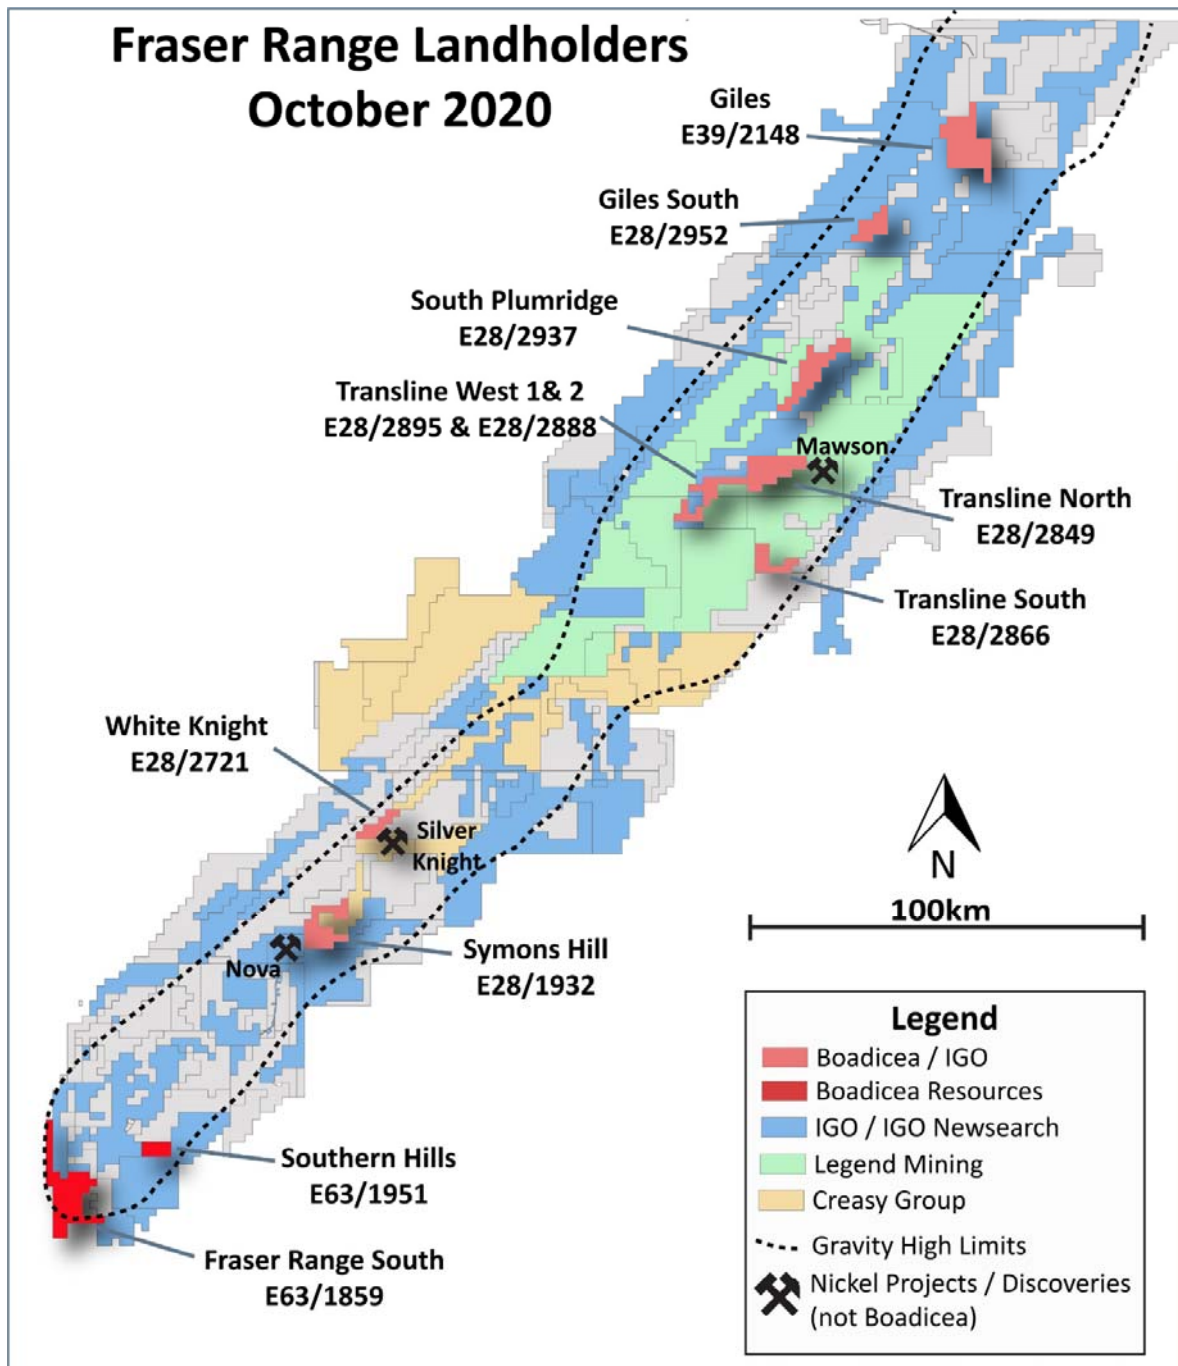 Fraser Range Landholders
October 2020
Giles
E39/2148
Giles South
E28/2952
South Plumridge
E28/2937
Transline West 1& 2
E28/2895 & E28/2888
Mawson
Transline North
E28/2849
Transline South
E28/2866
White Knight
E28/2721
Silver
Knight
N
100km
Symons Hill
E28/1932
Nova
Southern Hills
E63/1951
Fraser Range South
E63/1859
Legend
Boadicea / IGO
Boadicea Resources
IGO / IGO Newsearch
Legend Mining
Creasy Group
Gravity High Limits
Nickel Projects / Discoveries
(not Boadicea)